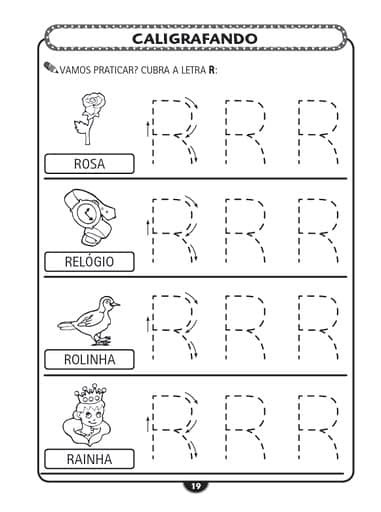 CALIGRAFANDO
VAMOS PRATICAR? CUBRA A LETRA R:
R R R
ROSA
R R R
RELÓGIO
R R R
ROLINHA
R R R
RAINHA
19